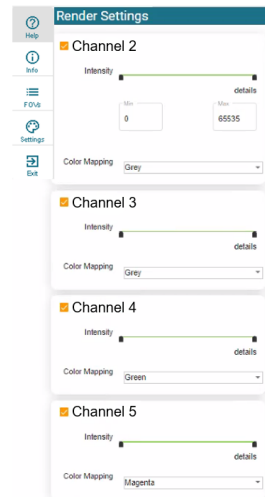 Render Settings
Help
Info
FOVs
Settings
Exit
Channel 2
Intensity
details
Min
0
Max
65535
Color Mapping
Grey
Channel 3
Intensity
details
Color Mapping
Grey
Channel 4
Intensity
details
Color Mapping
Green
Channel 5
Intensity
details
Color Mapping
Magenta